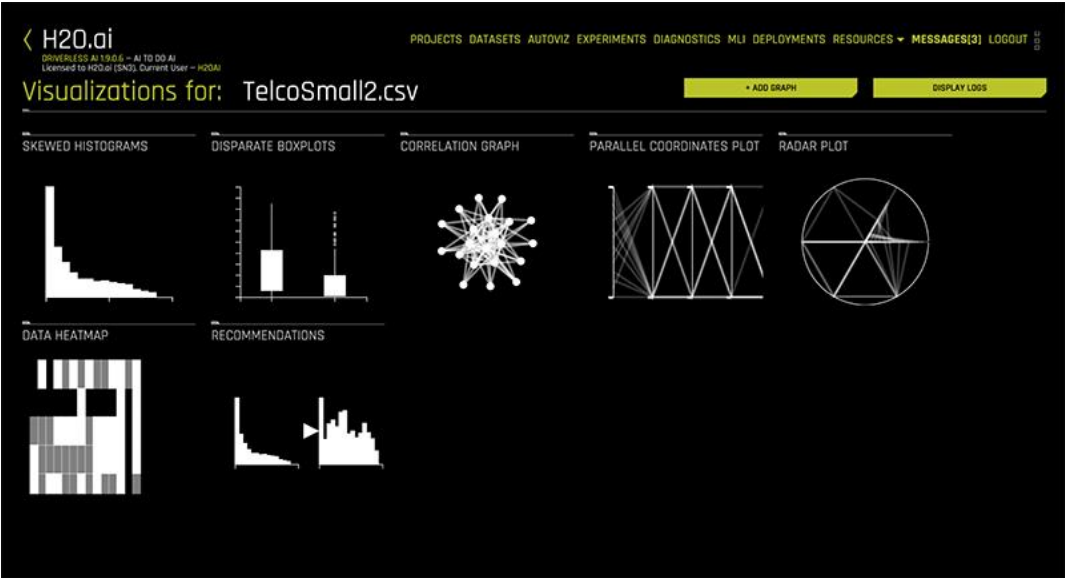 H2O.ai
DRIVERLESS AI 1.9.0.6 – AI TO DO AI
Licensed to H2O.ai (SN3). Current User – H2OAI
PROJECTS DATASETS AUTOVIZ EXPERIMENTS DIAGNOSTICS MLI DEPLOYMENTS RESOURCES MESSAGES[3] LOGOUT
Visualizations for: TelcoSmall2.csv
+ ADD GRAPH
DISPLAY LOGS
SKEWED HISTOGRAMS
DISPARATE BOXPLOTS
CORRELATION GRAPH
PARALLEL COORDINATES PLOT
RADAR PLOT
DATA HEATMAP
RECOMMENDATIONS